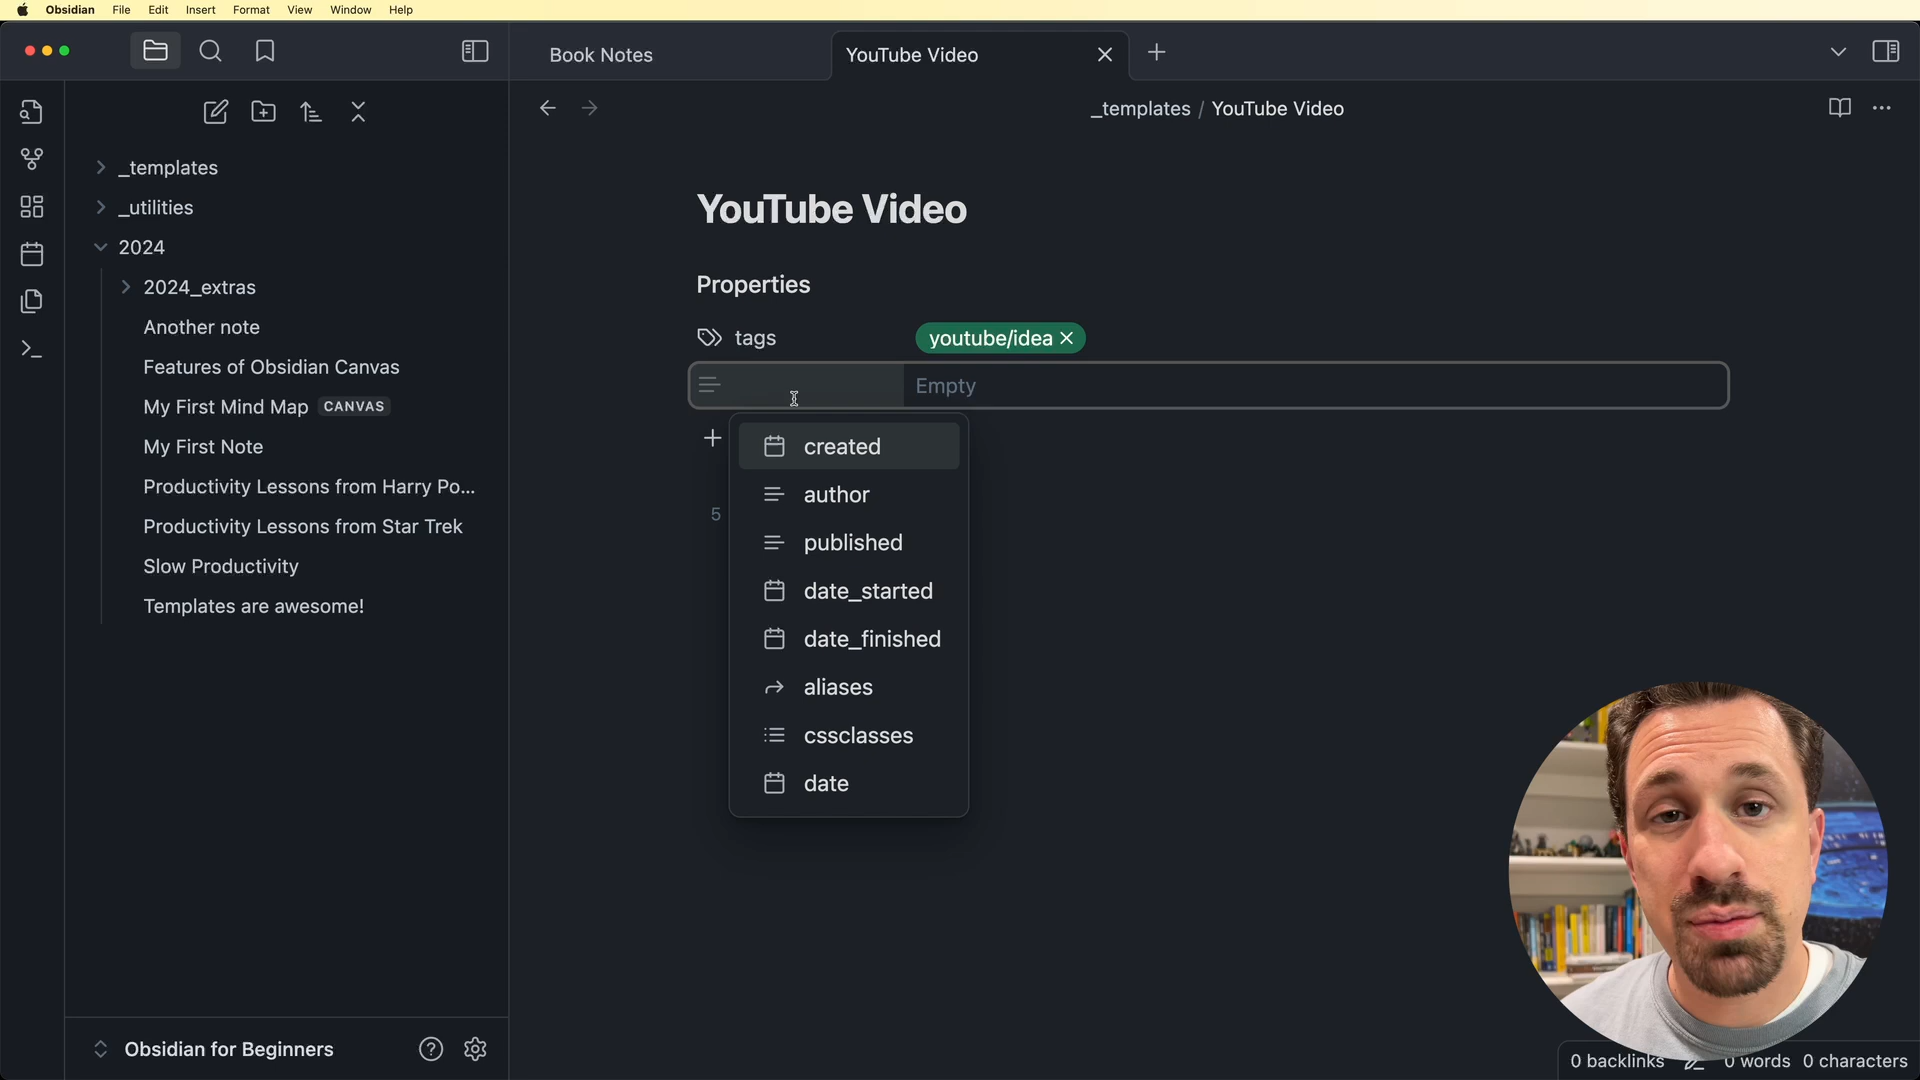 Obsidian File Edit Insert Format View Window Help
Book Notes
YouTube Video
_templates / YouTube Video
_templates
_utilities
2024
2024_extras
Another note
Features of Obsidian Canvas
My First Mind Map CANVAS
My First Note
Productivity Lessons from Harry Po...
Productivity Lessons from Star Trek
Slow Productivity
Templates are awesome!
Obsidian for Beginners
YouTube Video
Properties
tags youtube/idea
Empty
created
author
published
date_started
date_finished
aliases
cssclasses
date
5
0 backlinks 0 words 0 characters